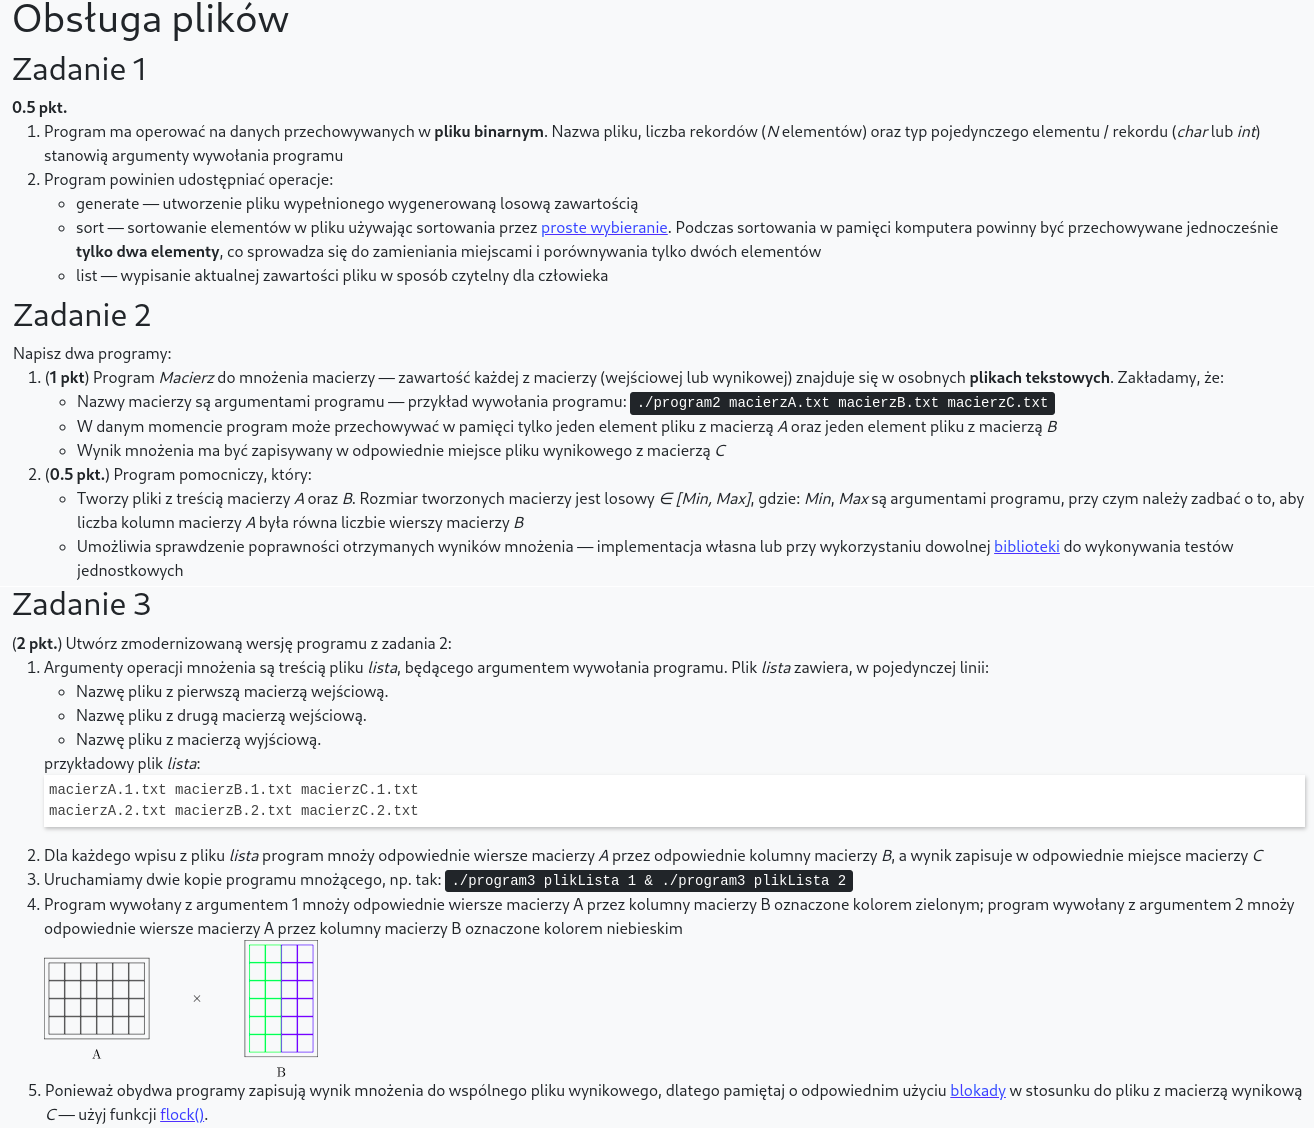 Obsługa plików
Zadanie 1
0.5 pkt.
1. Program ma operować na danych przechowywanych w pliku binarnym. Nazwa pliku, liczba rekordów (N elementów) oraz typ pojedynczego elementu / rekordu (char lub int)
stanowią argumenty wywołania programu
2. Program powinien udostępniać operacje:
◦ generate — utworzenie pliku wypełnionego wygenerowaną losową zawartością
◦ sort — sortowanie elementów w pliku używając sortowania przez proste wybieranie. Podczas sortowania w pamięci komputera powinny być przechowywane jednocześnie
tylko dwa elementy, co sprowadza się do zamieniania miejscami i porównywania tylko dwóch elementów
◦ list — wypisanie aktualnej zawartości pliku w sposób czytelny dla człowieka
Zadanie 2
Napisz dwa programy:
1. (1 pkt) Program Macierz do mnożenia macierzy — zawartość każdej z macierzy (wejściowej lub wynikowej) znajduje się w osobnych plikach tekstowych. Zakładamy, że:
◦ Nazwy macierzy są argumentami programu — przykład wywołania programu: ./program2 macierzA.txt macierzB.txt macierzC.txt
◦ W danym momencie program może przechowywać w pamięci tylko jeden element pliku z macierzą A oraz jeden element pliku z macierzą B
◦ Wynik mnożenia ma być zapisywany w odpowiednie miejsce pliku wynikowego z macierzą C
2. (0.5 pkt.) Program pomocniczy, który:
◦ Tworzy pliki z treścią macierzy A oraz B. Rozmiar tworzonych macierzy jest losowy ∈ [Min, Max], gdzie: Min, Max są argumentami programu, przy czym należy zadbać o to, aby
liczba kolumn macierzy A była równa liczbie wierszy macierzy B
◦ Umożliwia sprawdzenie poprawności otrzymanych wyników mnożenia — implementacja własna lub przy wykorzystaniu dowolnej biblioteki do wykonywania testów
jednostkowych
Zadanie 3
(2 pkt.) Utwórz zmodernizowaną wersję programu z zadania 2:
1. Argumenty operacji mnożenia są treścią pliku lista, będącego argumentem wywołania programu. Plik lista zawiera, w pojedynczej linii:
◦ Nazwę pliku z pierwszą macierzą wejściową.
◦ Nazwę pliku z drugą macierzą wejściową.
◦ Nazwę pliku z macierzą wyjściową.
przykładowy plik lista:
macierzA.1.txt macierzB.1.txt macierzC.1.txt
macierzA.2.txt macierzB.2.txt macierzC.2.txt
2. Dla każdego wpisu z pliku lista program mnoży odpowiednie wiersze macierzy A przez odpowiednie kolumny macierzy B, a wynik zapisuje w odpowiednie miejsce macierzy C
3. Uruchamiamy dwie kopie programu mnożącego, np. tak: ./program3 plikLista 1 & ./program3 plikLista 2
4. Program wywołany z argumentem 1 mnoży odpowiednie wiersze macierzy A przez kolumny macierzy B oznaczone kolorem zielonym; program wywołany z argumentem 2 mnoży
odpowiednie wiersze macierzy A przez kolumny macierzy B oznaczone kolorem niebieskim
×
A
B
5. Ponieważ obydwa programy zapisują wynik mnożenia do wspólnego pliku wynikowego, dlatego pamiętaj o odpowiednim użyciu blokady w stosunku do pliku z macierzą wynikową
C — użyj funkcji flock().